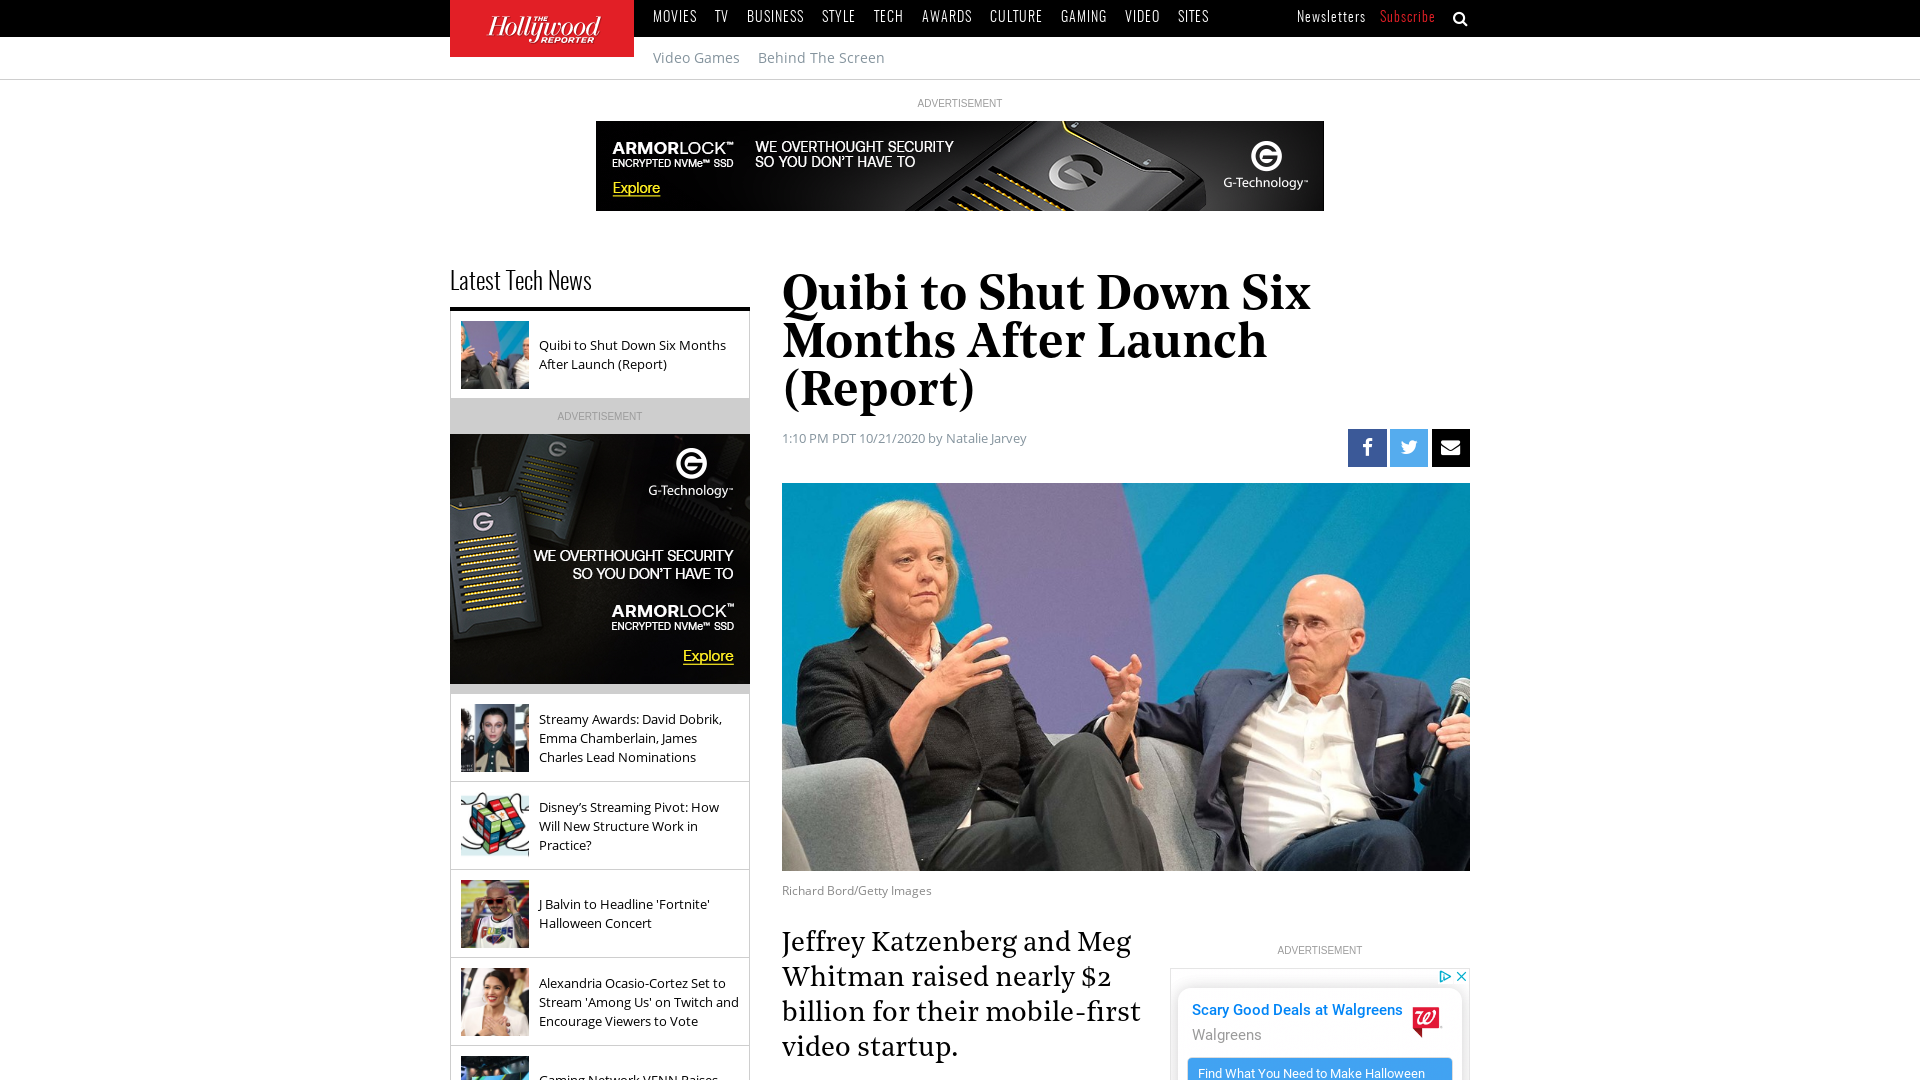 THE
Hollywood
REPORTER
MOVIES TV BUSINESS STYLE TECH AWARDS CULTURE GAMING VIDEO SITES
Newsletters Subscribe
Video Games Behind The Screen
ADVERTISEMENT
ARMORLOCK™
ENCRYPTED NVMe™ SSD
Explore
WE OVERTHOUGHT SECURITY
SO YOU DON'T HAVE TO
G-Technology™
Latest Tech News
Quibi to Shut Down Six Months
After Launch (Report)
ADVERTISEMENT
G-Technology™
WE OVERTHOUGHT SECURITY
SO YOU DON'T HAVE TO
ARMORLOCK™
ENCRYPTED NVMe™ SSD
Explore
Streamy Awards: David Dobrik,
Emma Chamberlain, James
Charles Lead Nominations
Disney’s Streaming Pivot: How
Will New Structure Work in
Practice?
J Balvin to Headline 'Fortnite'
Halloween Concert
Alexandria Ocasio-Cortez Set to
Stream 'Among Us' on Twitch and
Encourage Viewers to Vote
Gaming Network VENN Raises
Quibi to Shut Down Six
Months After Launch
(Report)
1:10 PM PDT 10/21/2020 by Natalie Jarvey
Richard Bord/Getty Images
Jeffrey Katzenberg and Meg
Whitman raised nearly $2
billion for their mobile-first
video startup.
ADVERTISEMENT
Scary Good Deals at Walgreens
Walgreens
Find What You Need to Make Halloween